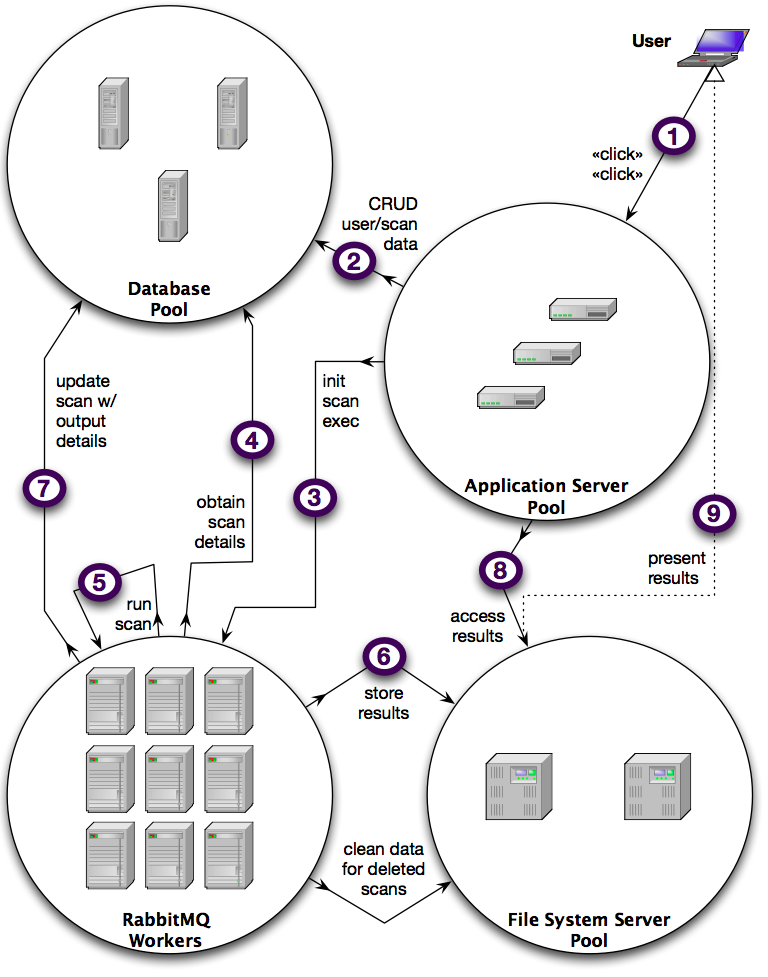 User
1
«click»
«click»
CRUD
user/scan
data
2
Database
Pool
update
scan w/
output
details
init
scan
exec
4
7
3
obtain
scan
details
Application Server
Pool
9
8
present
results
5
run
scan
access
results
6
store
results
clean data
for deleted
scans
RabbitMQ
Workers
File System Server
Pool